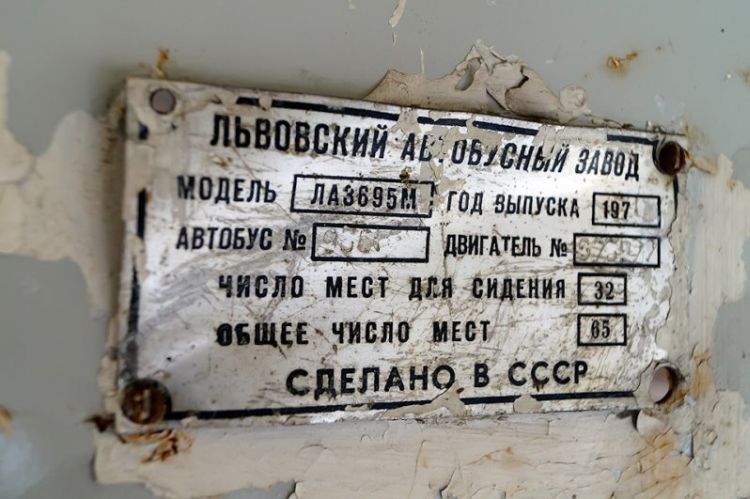 ЛЬВОВСКИЙ АВТОБУСНЫЙ ЗАВОД
МОДЕЛЬ ЛАЗ695М ГОД ВЫПУСКА 197
АВТОБУС № ДВИГАТЕЛЬ №
ЧИСЛО МЕСТ ДЛЯ СИДЕНИЯ 32
ОБЩЕЕ ЧИСЛО МЕСТ 65
СДЕЛАНО В СССР